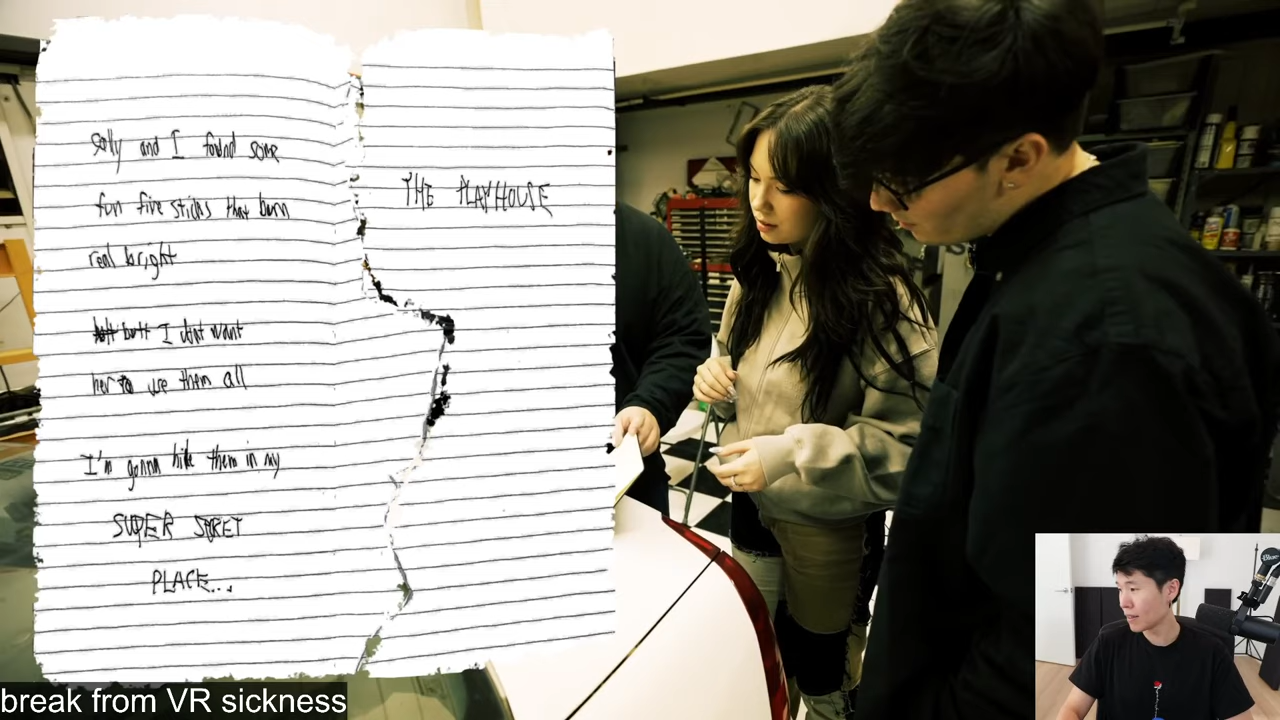 Sally and I found some
fun fire sticks that burn
real bright
butt I dont want
her to use them all
I'm gonna hide them in my
SUPER SECRET
PLACE...
THE PLAYHOUSE
break from VR sickness